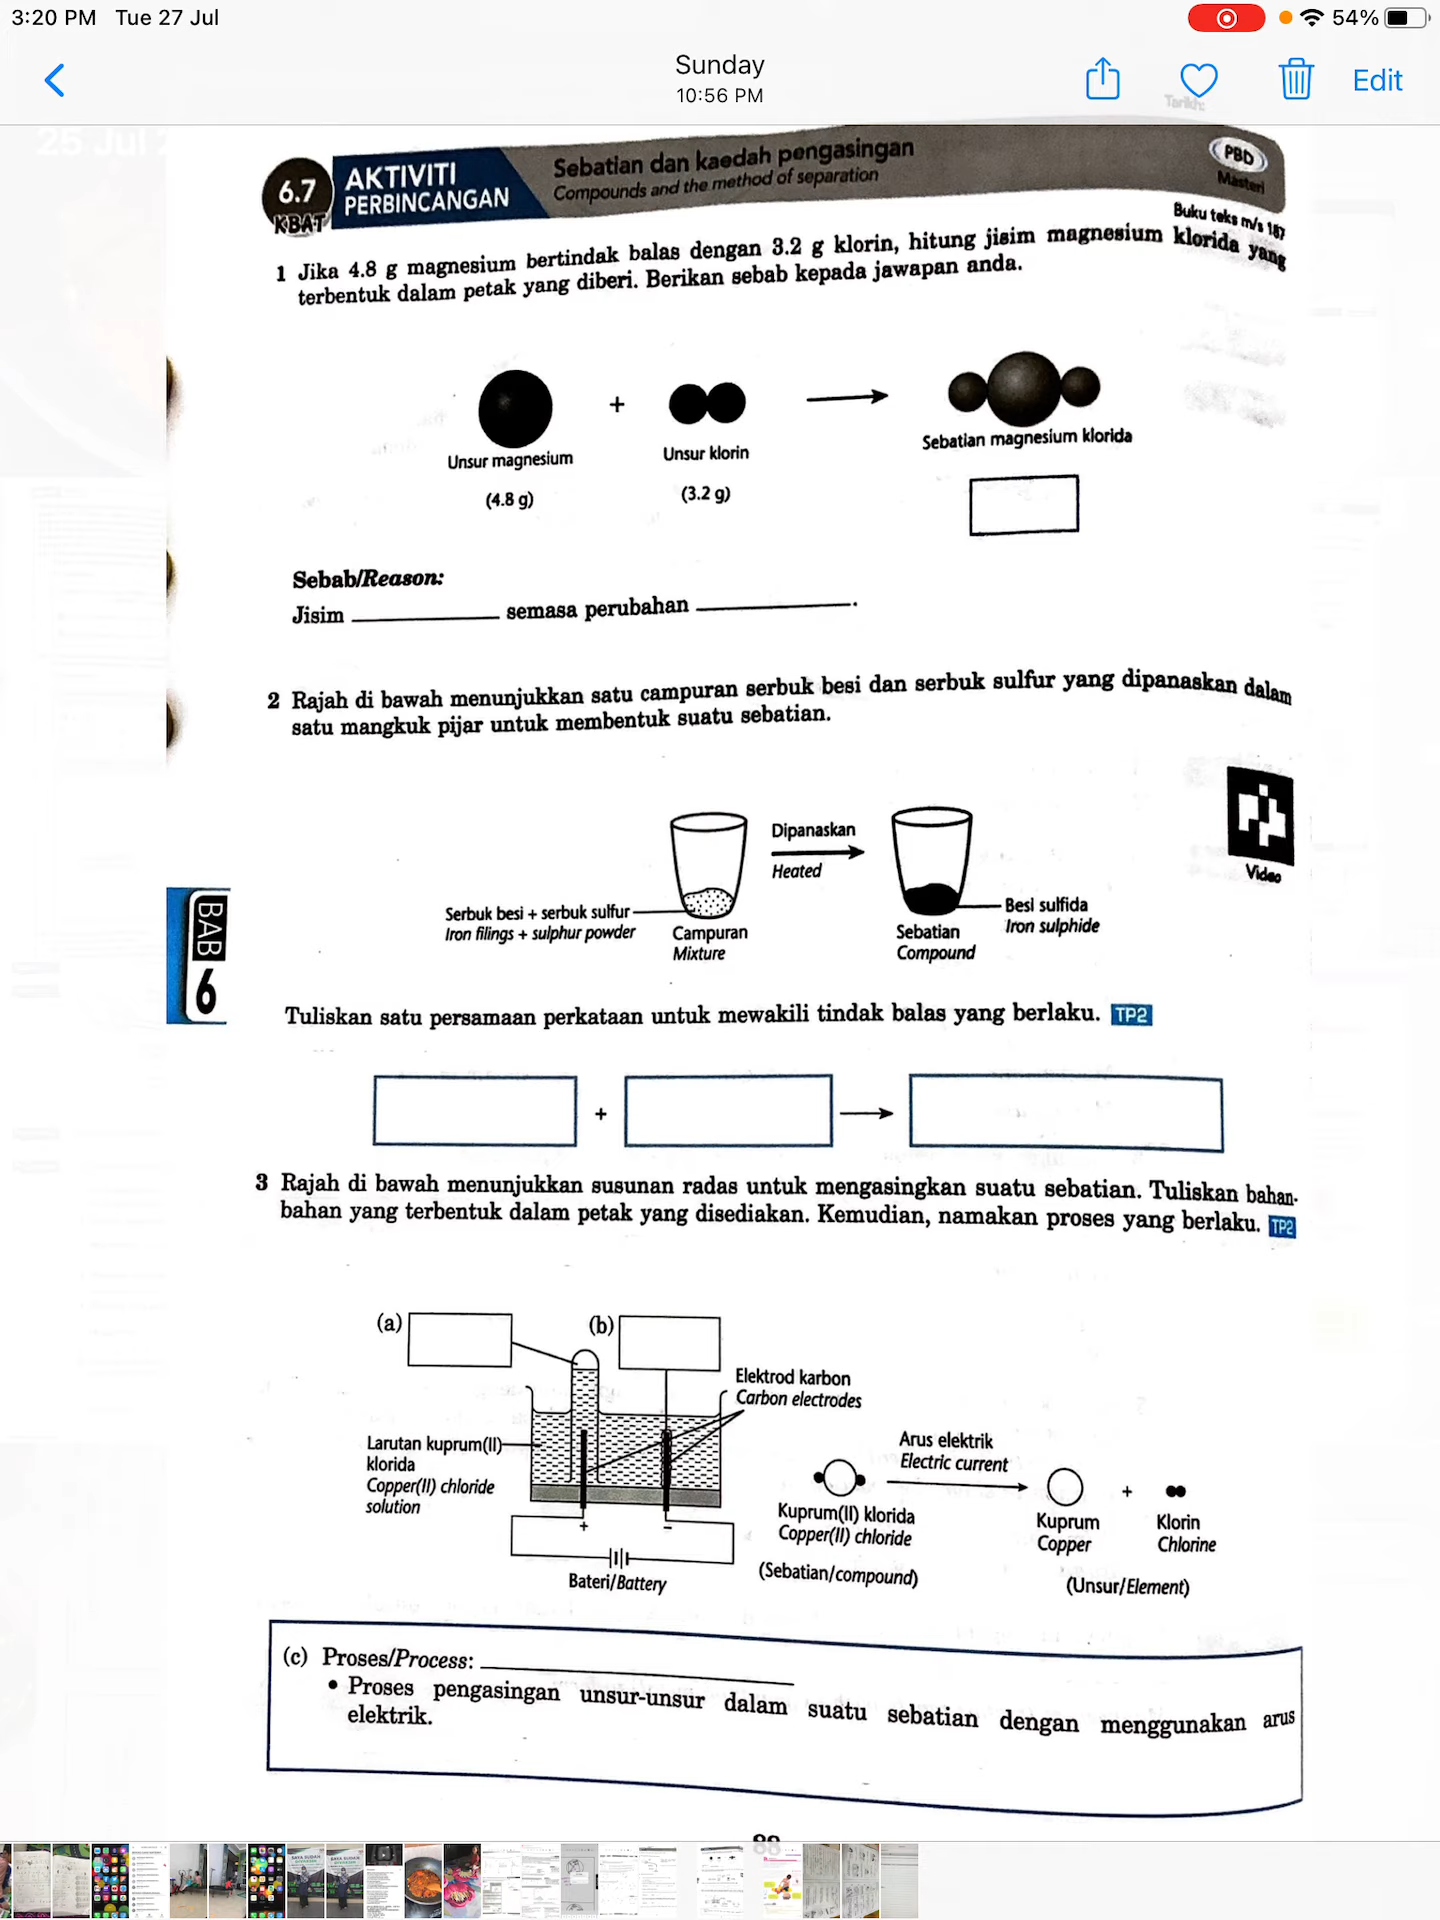 3:20 PM Tue 27 Jul
54%
Sunday
10:56 PM
Edit
Tarikh:
25 Jul
6.7
KBAT
AKTIVITI
PERBINCANGAN
Sebatian dan kaedah pengasingan
Compounds and the method of separation
PBD
Masteri
Buku teks m/s 187
1 Jika 4.8 g magnesium bertindak balas dengan 3.2 g klorin, hitung jisim magnesium klorida yang
terbentuk dalam petak yang diberi. Berikan sebab kepada jawapan anda.
+
Unsur magnesium
(4.8 g)
Unsur klorin
(3.2 g)
Sebatian magnesium klorida
Sebab/Reason:
Jisim ____________ semasa perubahan ____________.
2 Rajah di bawah menunjukkan satu campuran serbuk besi dan serbuk sulfur yang dipanaskan dalam
satu mangkuk pijar untuk membentuk suatu sebatian.
Dipanaskan
Heated
Video
Serbuk besi + serbuk sulfur
Iron filings + sulphur powder
Campuran
Mixture
Sebatian
Compound
Besi sulfida
Iron sulphide
BAB
6
Tuliskan satu persamaan perkataan untuk mewakili tindak balas yang berlaku. TP2
+
3 Rajah di bawah menunjukkan susunan radas untuk mengasingkan suatu sebatian. Tuliskan bahan-
bahan yang terbentuk dalam petak yang disediakan. Kemudian, namakan proses yang berlaku. TP2
(a)
(b)
Elektrod karbon
Carbon electrodes
Larutan kuprum(II)
klorida
Copper(II) chloride
solution
+
−
Bateri/Battery
Arus elektrik
Electric current
Kuprum(II) klorida
Copper(II) chloride
(Sebatian/compound)
+
Kuprum
Copper
Klorin
Chlorine
(Unsur/Element)
(c) Proses/Process: ____________
• Proses pengasingan unsur-unsur dalam suatu sebatian dengan menggunakan arus
elektrik.